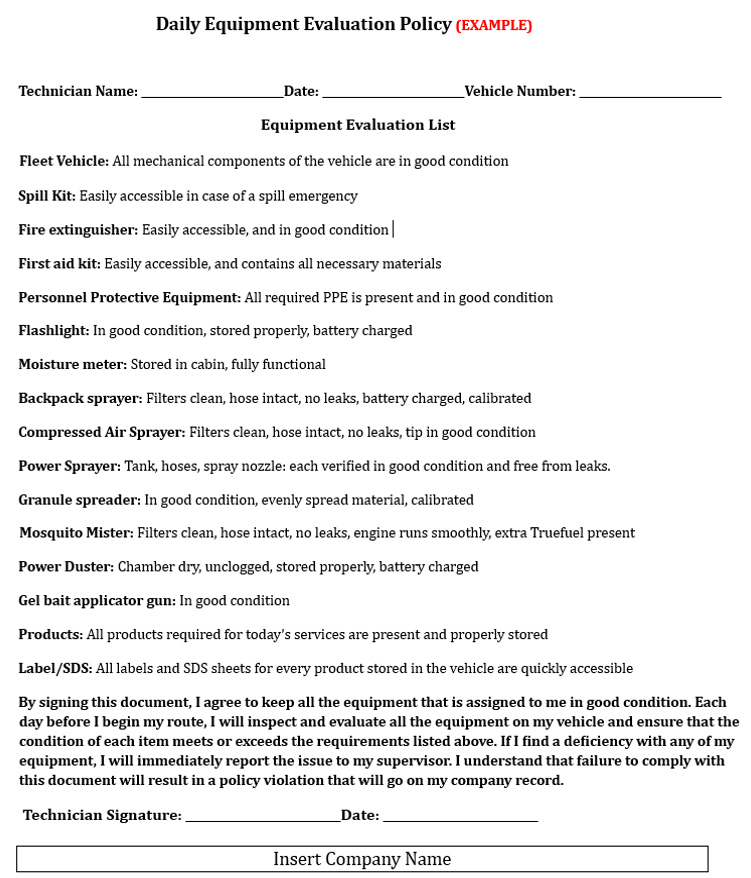 Daily Equipment Evaluation Policy (EXAMPLE)
Technician Name: ____________________Date: ____________________Vehicle Number: ____________________
Equipment Evaluation List
Fleet Vehicle: All mechanical components of the vehicle are in good condition
Spill Kit: Easily accessible in case of a spill emergency
Fire extinguisher: Easily accessible, and in good condition
First aid kit: Easily accessible, and contains all necessary materials
Personnel Protective Equipment: All required PPE is present and in good condition
Flashlight: In good condition, stored properly, battery charged
Moisture meter: Stored in cabin, fully functional
Backpack sprayer: Filters clean, hose intact, no leaks, battery charged, calibrated
Compressed Air Sprayer: Filters clean, hose intact, no leaks, tip in good condition
Power Sprayer: Tank, hoses, spray nozzle: each verified in good condition and free from leaks.
Granule spreader: In good condition, evenly spread material, calibrated
Mosquito Mister: Filters clean, hose intact, no leaks, engine runs smoothly, extra Truefuel present
Power Duster: Chamber dry, unclogged, stored properly, battery charged
Gel bait applicator gun: In good condition
Products: All products required for today's services are present and properly stored
Label/SDS: All labels and SDS sheets for every product stored in the vehicle are quickly accessible
By signing this document, I agree to keep all the equipment that is assigned to me in good condition. Each
day before I begin my route, I will inspect and evaluate all the equipment on my vehicle and ensure that the
condition of each item meets or exceeds the requirements listed above. If I find a deficiency with any of my
equipment, I will immediately report the issue to my supervisor. I understand that failure to comply with
this document will result in a policy violation that will go on my company record.
Technician Signature: ____________________Date: ____________________
Insert Company Name